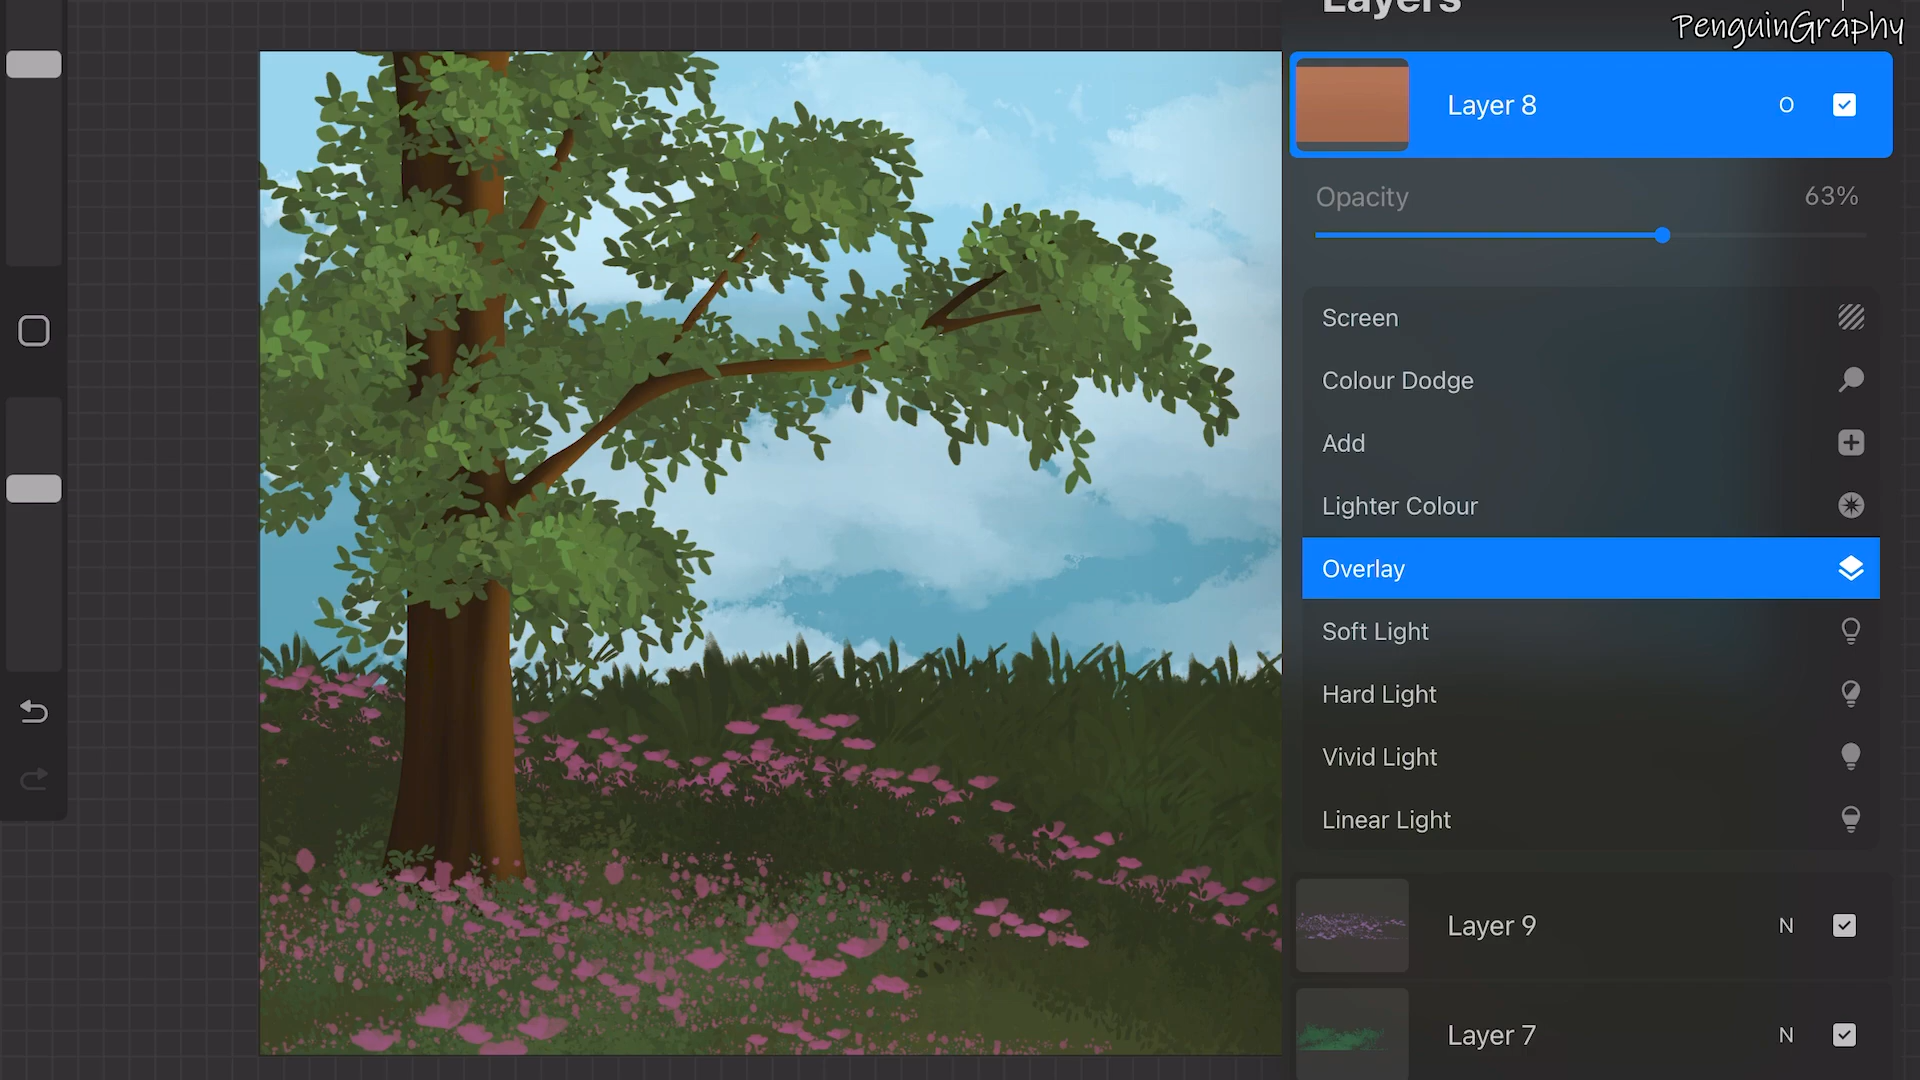 Layers
PenguinGraphy
Layer 8 O
Opacity 63%
Screen
Colour Dodge
Add
Lighter Colour
Overlay
Soft Light
Hard Light
Vivid Light
Linear Light
Layer 9 N
Layer 7 N